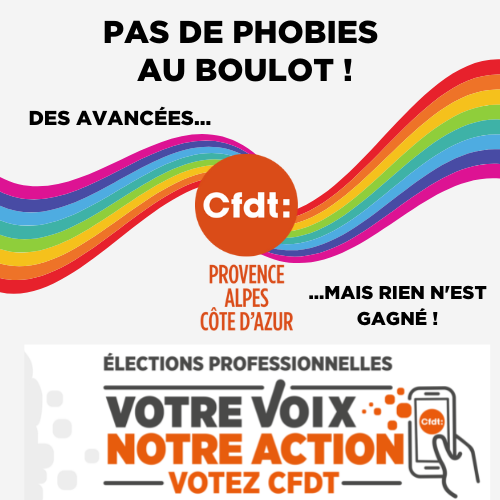 PAS DE PHOBIES
AU BOULOT !
DES AVANCÉES...
Cfdt:
PROVENCE
ALPES
CÔTE D'AZUR
...MAIS RIEN N'EST
GAGNÉ !
ÉLECTIONS PROFESSIONNELLES
VOTRE VOIX
NOTRE ACTION
VOTEZ CFDT
Cfdt: